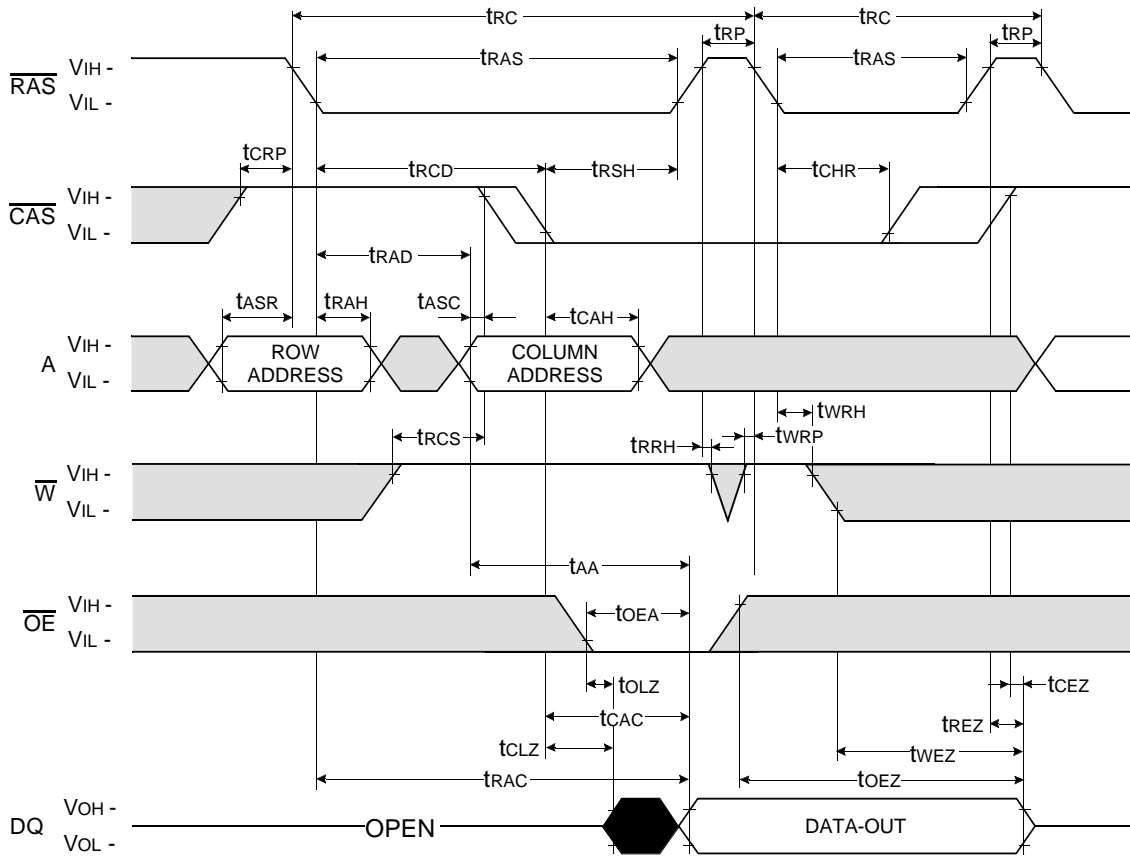 tRC tRC
tRP tRP
tRAS tRAS
RAS VIH -
VIL -
tCRP tRCD tRSH tCHR
CAS VIH -
VIL -
tRAD
tASR tRAH tASC tCAH
A VIH -
VIL -
ROW
ADDRESS
COLUMN
ADDRESS
tWRH
tRCS tRRH tWRP
W VIH -
VIL -
tAA
OE VIH -
VIL -
tOEA
tOLZ tCEZ
tCAC tREZ
tCLZ tWEZ
tRAC tOEZ
DQ VOH -
VOL -
OPEN DATA-OUT